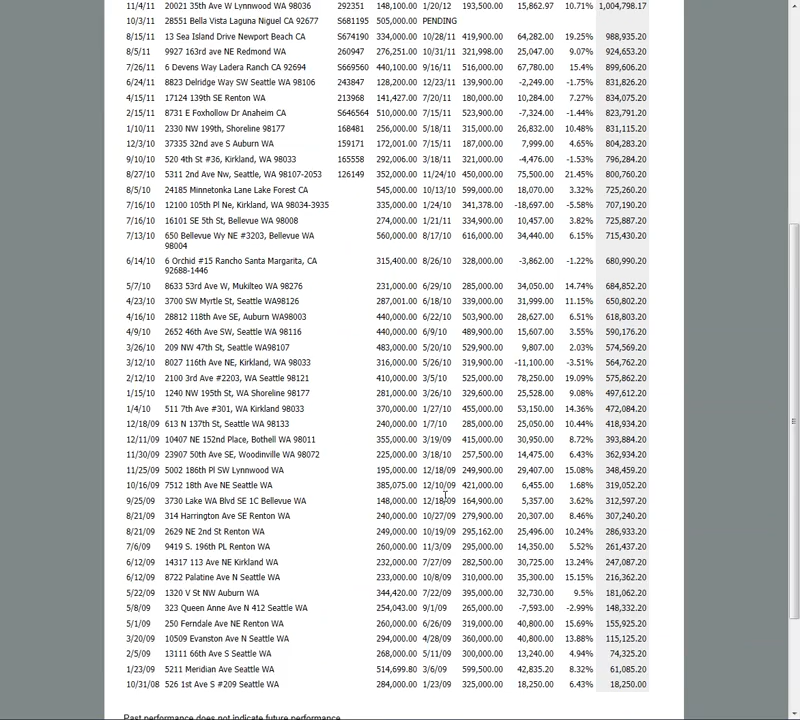 11/4/11 20021 35th Ave W Lynnwood WA 98036 292351 148,100.00 1/20/12 193,500.00 15,862.97 10.71% 1,004,798.17
10/3/11 28551 Bella Vista Laguna Niguel CA 92677 S681195 505,000.00 PENDING
8/15/11 13 Sea Island Drive Newport Beach CA S674190 334,000.00 10/28/11 419,000.00 64,282.00 19.25% 988,935.20
8/5/11 9927 163rd ave NE Redmond WA 260947 276,251.00 10/31/11 321,998.00 25,047.00 9.07% 924,653.20
7/26/11 6 Devens Way Ladera Ranch CA 92694 S669560 440,100.00 9/16/11 516,000.00 67,780.00 15.4% 899,606.20
6/24/11 8823 Delridge Way SW Seattle WA 98106 243847 128,200.00 12/23/11 139,900.00 -2,249.00 -1.75% 831,826.20
4/15/11 17124 139th SE Renton WA 213968 141,427.00 7/20/11 180,000.00 10,284.00 7.27% 834,075.20
2/15/11 8731 E Foxhollow Dr Anaheim CA S646564 510,000.00 7/15/11 523,900.00 -7,324.00 -1.44% 823,791.20
1/10/11 2330 NW 199th, Shoreline 98177 168481 256,000.00 5/18/11 315,000.00 26,832.00 10.48% 831,115.20
12/3/10 37335 32nd ave S Auburn WA 159171 172,001.00 7/15/11 187,000.00 7,999.00 4.65% 804,283.20
9/10/10 520 4th St #36, Kirkland, WA 98033 165558 292,006.00 3/18/11 321,000.00 -4,476.00 -1.53% 796,284.20
8/27/10 5311 2nd Ave Nw, Seattle, WA 98107-2053 126149 352,000.00 11/24/10 450,000.00 75,500.00 21.45% 800,760.20
8/5/10 24185 Minnetonka Lane Lake Forest CA 545,000.00 10/13/10 599,000.00 18,070.00 3.32% 725,260.20
7/16/10 12100 105th Pl Ne, Kirkland, WA 98034-3935 335,000.00 1/24/10 341,378.00 -18,697.00 -5.58% 707,190.20
7/16/10 16101 SE 5th St, Bellevue WA 98008 274,000.00 1/21/11 334,900.00 10,457.00 3.82% 725,887.20
7/13/10 650 Bellevue Wy NE #3203, Bellevue WA 560,000.00 8/17/10 616,000.00 34,440.00 6.15% 715,430.20
98004
6/14/10 6 Orchid #15 Rancho Santa Margarita, CA 315,400.00 8/26/10 328,000.00 -3,862.00 -1.22% 680,990.20
92688-1446
5/7/10 8633 53rd Ave W, Mukilteo WA 98276 231,000.00 6/29/10 285,000.00 34,050.00 14.74% 684,852.20
4/23/10 3700 SW Myrtle St, Seattle WA98126 287,001.00 6/18/10 339,000.00 31,999.00 11.15% 650,802.20
4/16/10 28812 118th Ave SE, Auburn WA98003 440,000.00 6/22/10 503,900.00 28,627.00 6.51% 618,803.20
4/9/10 2652 46th Ave SW, Seattle WA 98116 440,000.00 6/9/10 489,900.00 15,607.00 3.55% 590,176.20
3/26/10 209 NW 47th St, Seattle WA98107 483,000.00 5/20/10 529,900.00 9,807.00 2.03% 574,569.20
3/12/10 8027 116th Ave NE, Kirkland, WA 98033 316,000.00 5/26/10 319,900.00 -11,100.00 -3.51% 564,762.20
2/12/10 2100 3rd Ave #2203, WA Seattle 98121 410,000.00 3/5/10 525,000.00 78,250.00 19.09% 575,862.20
1/15/10 1240 NW 195th St, WA Shoreline 98177 281,000.00 3/26/10 329,600.00 25,528.00 9.08% 497,612.20
1/4/10 511 7th Ave #301, WA Kirkland 98033 370,000.00 1/27/10 455,000.00 53,150.00 14.36% 472,084.20
12/18/09 613 N 137th St, Seattle WA 98133 240,000.00 1/7/10 285,000.00 25,050.00 10.44% 418,934.20
12/11/09 10407 NE 152nd Place, Bothell WA 98011 355,000.00 3/19/09 415,000.00 30,950.00 8.72% 393,884.20
11/30/09 23907 50th Ave SE, Woodinville WA 98072 225,000.00 3/18/10 257,500.00 14,475.00 6.43% 362,934.20
11/25/09 5002 186th Pl SW Lynnwood WA 195,000.00 12/18/09 249,900.00 29,407.00 15.08% 348,459.20
10/16/09 7512 18th Ave NE Seattle WA 385,075.00 12/10/09 421,000.00 6,455.00 1.68% 319,052.20
9/25/09 3730 Lake WA Blvd SE 1C Bellevue WA 148,000.00 12/18/09 164,900.00 5,357.00 3.62% 312,597.20
8/21/09 314 Harrington Ave SE Renton WA 240,000.00 10/27/09 279,900.00 20,307.00 8.46% 307,240.20
8/21/09 2629 NE 2nd St Renton WA 249,000.00 10/19/09 295,162.00 25,496.00 10.24% 286,933.20
7/6/09 9419 S. 196th PL Renton WA 260,000.00 11/3/09 295,000.00 14,350.00 5.52% 261,437.20
6/12/09 14317 113 Ave NE Kirkland WA 232,000.00 7/27/09 282,500.00 30,725.00 13.24% 247,087.20
6/12/09 8722 Palatine Ave N Seattle WA 233,000.00 10/8/09 310,000.00 35,300.00 15.15% 216,362.20
5/22/09 1320 V St NW Auburn WA 344,420.00 7/22/09 395,000.00 32,730.00 9.5% 181,062.20
5/8/09 323 Queen Anne Ave N 412 Seattle WA 254,043.00 9/1/09 265,000.00 -7,593.00 -2.99% 148,332.20
5/1/09 250 Ferndale Ave NE Renton WA 260,000.00 6/26/09 319,000.00 40,800.00 15.69% 155,925.20
3/20/09 10509 Evanston Ave N Seattle WA 294,000.00 4/28/09 360,000.00 40,800.00 13.88% 115,125.20
2/5/09 13111 66th Ave S Seattle WA 268,000.00 5/11/09 300,000.00 13,240.00 4.94% 74,325.20
1/23/09 5211 Meridian Ave Seattle WA 514,699.80 3/6/09 599,500.00 42,835.20 8.32% 61,085.20
10/31/08 526 1st Ave S #209 Seattle WA 284,000.00 1/23/09 325,000.00 18,250.00 6.43% 18,250.00
Past performance does not indicate future performance